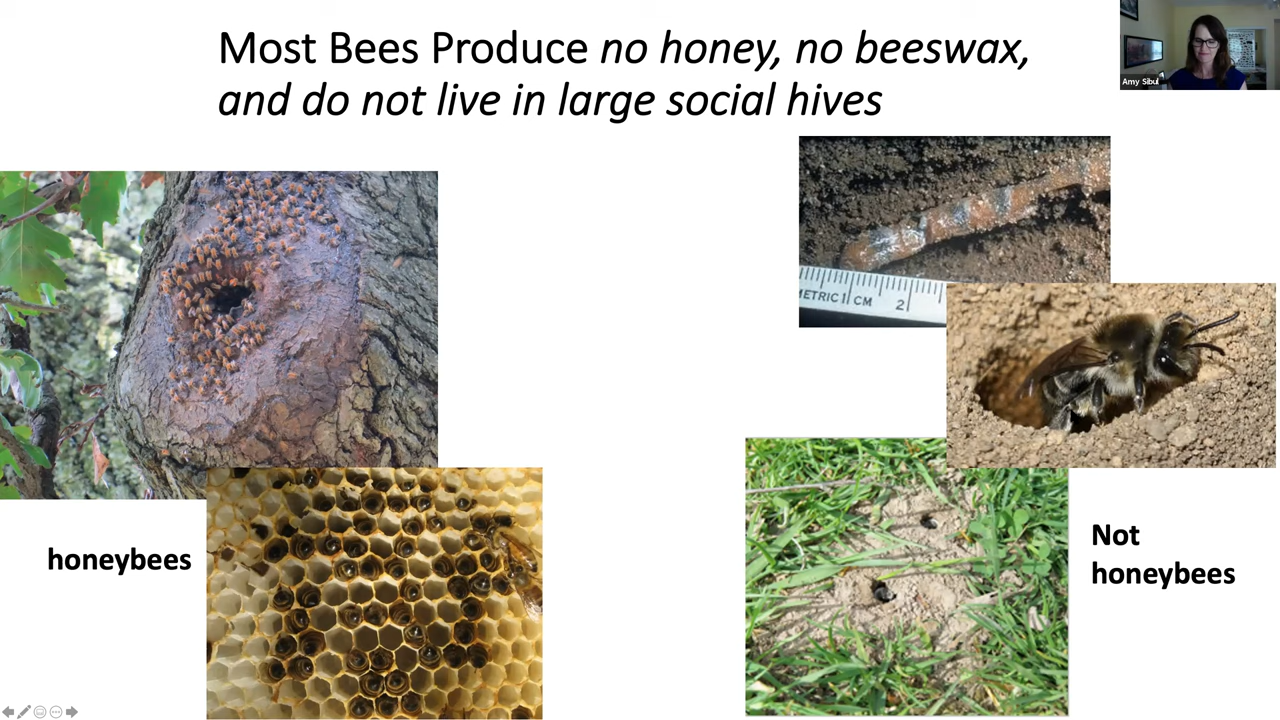 Most Bees Produce no honey, no beeswax,
and do not live in large social hives
Amy Sibul
METRIC 1 CM 2
honeybees
Not
honeybees